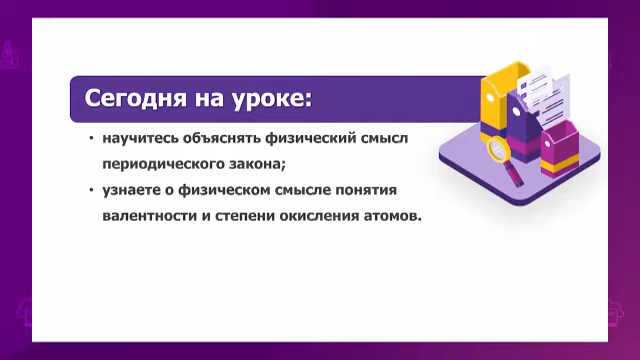 Сегодня на уроке:
• научитесь объяснять физический смысл
периодического закона;
• узнаете о физическом смысле понятия
валентности и степени окисления атомов.